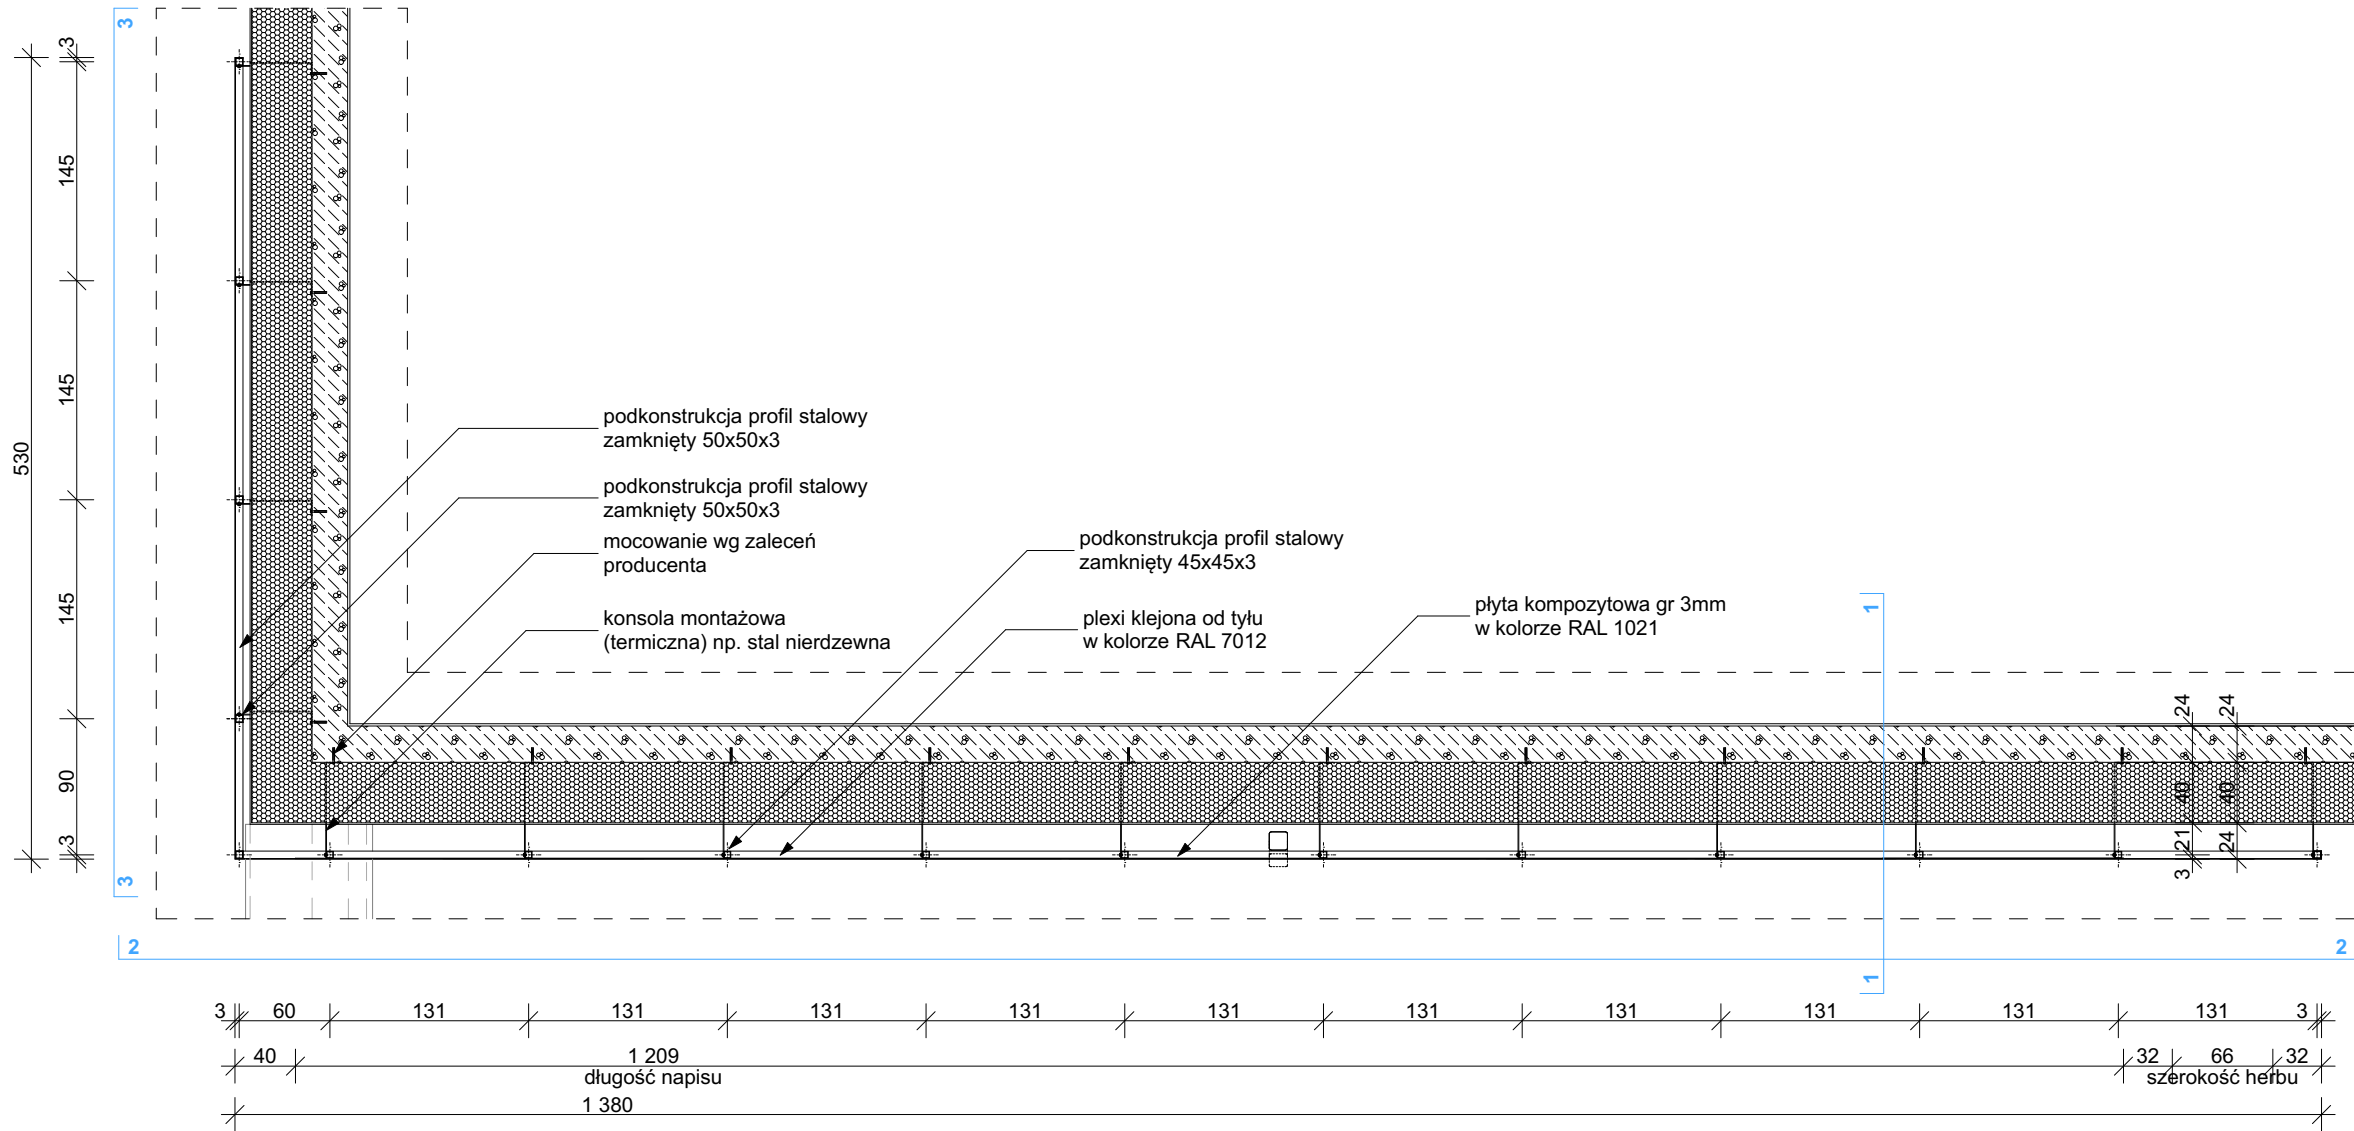 3
3
145
145
530
145
90
3
3
podkonstrukcja profil stalowy
zamknięty 50x50x3
podkonstrukcja profil stalowy
zamknięty 50x50x3
mocowanie wg zaleceń
producenta
konsola montażowa
(termiczna) np. stal nierdzewna
podkonstrukcja profil stalowy
zamknięty 45x45x3
plexi klejona od tyłu
w kolorze RAL 7012
płyta kompozytowa gr 3mm
w kolorze RAL 1021
1
24 24
40 40
21 24
3
2 2
1
3 60 131 131 131 131 131 131 131 131 131 131 3
40 1 209 32 66 32
długość napisu szerokość herbu
1 380